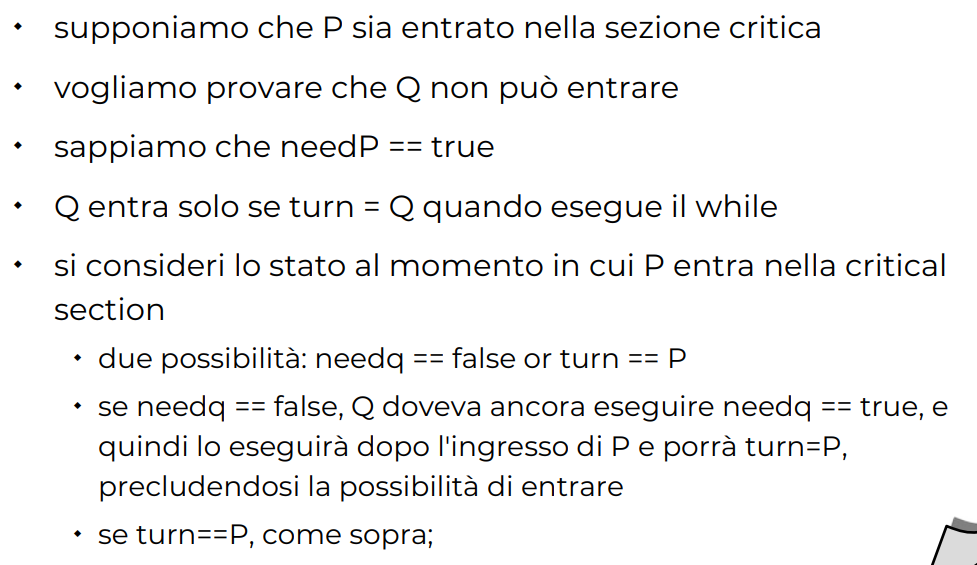 supponiamo che P sia entrato nella sezione critica
vogliamo provare che Q non può entrare
sappiamo che needP == true
Q entra solo se turn = Q quando esegue il while
si consideri lo stato al momento in cui P entra nella critical
section
due possibilità: needq == false or turn == P
se needq == false, Q doveva ancora eseguire needq == true, e
quindi lo eseguirà dopo l'ingresso di P e porrà turn=P,
precludendosi la possibilità di entrare
se turn==P, come sopra;